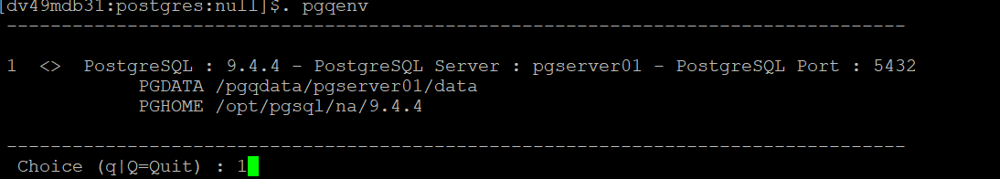 [dv49mdb31:postgres:null]$. pgqenv
----------------------------------------------------------------------------------
1 <> PostgreSQL : 9.4.4 - PostgreSQL Server : pgserver01 - PostgreSQL Port : 5432
PGDATA /pgqdata/pgserver01/data
PGHOME /opt/pgsql/na/9.4.4
----------------------------------------------------------------------------------
Choice (q|Q=Quit) : 1